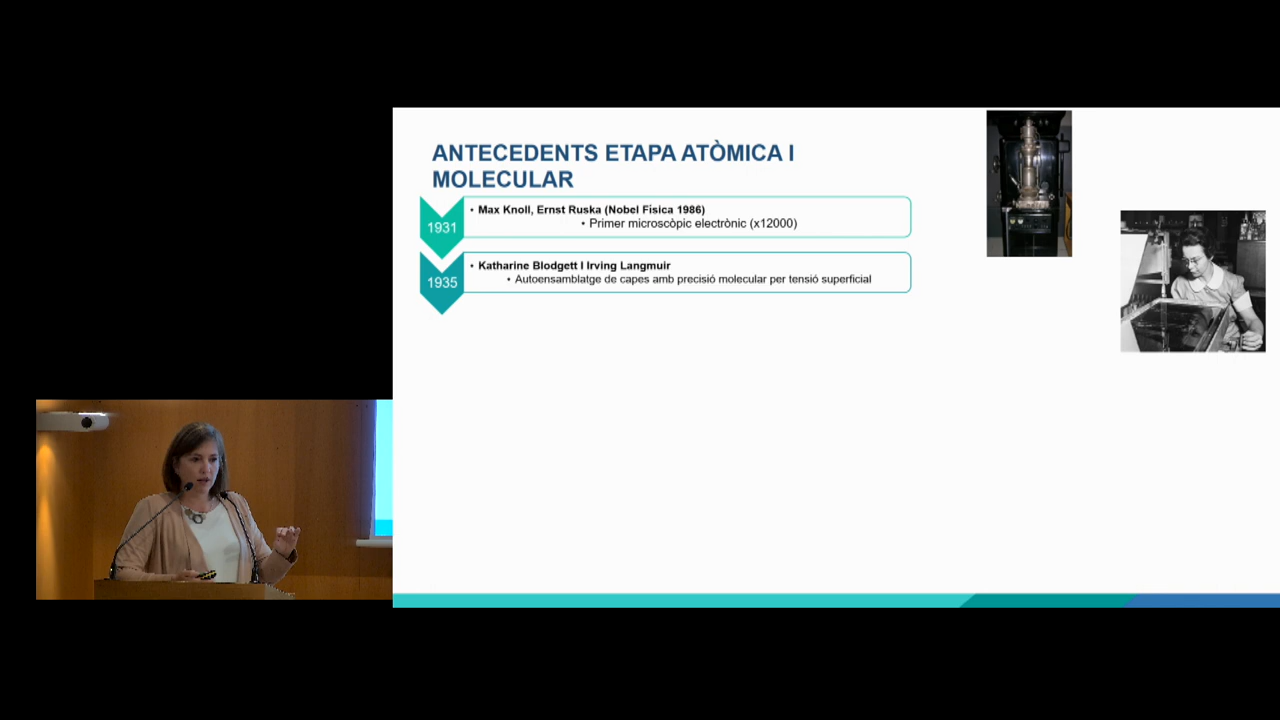 ANTECEDENTS ETAPA ATÒMICA I
MOLECULAR
1931
• Max Knoll, Ernst Ruska (Nobel Física 1986)
• Primer microscòpic electrònic (x12000)
1935
• Katharine Blodgett I Irving Langmuir
• Autoensamblatge de capes amb precisió molecular per tensió superficial